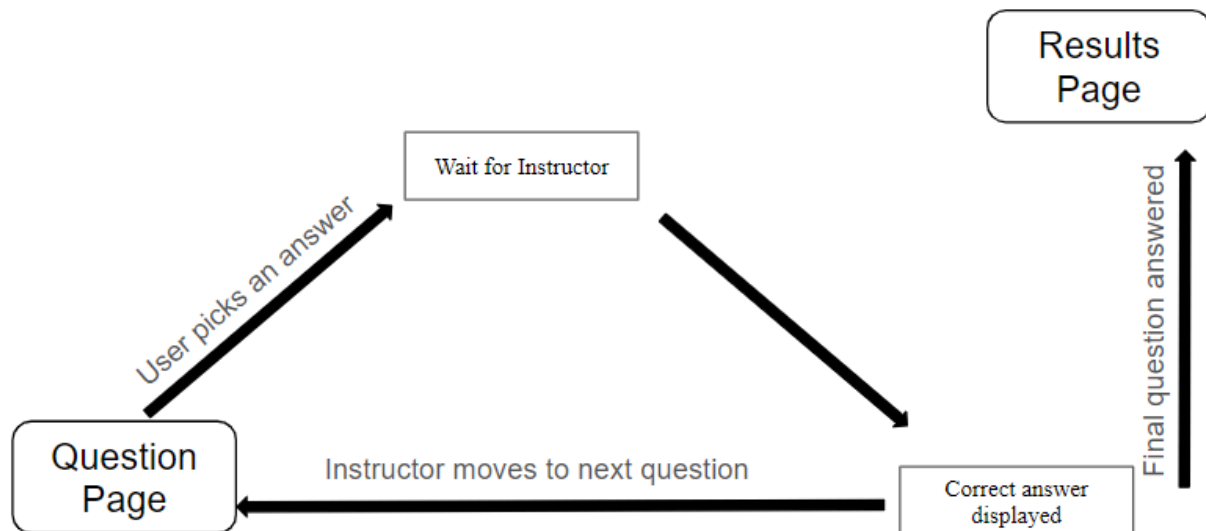 Results
Page
Wait for Instructor
User picks an answer
Final question answered
Question
Page
Instructor moves to next question
Correct answer
displayed